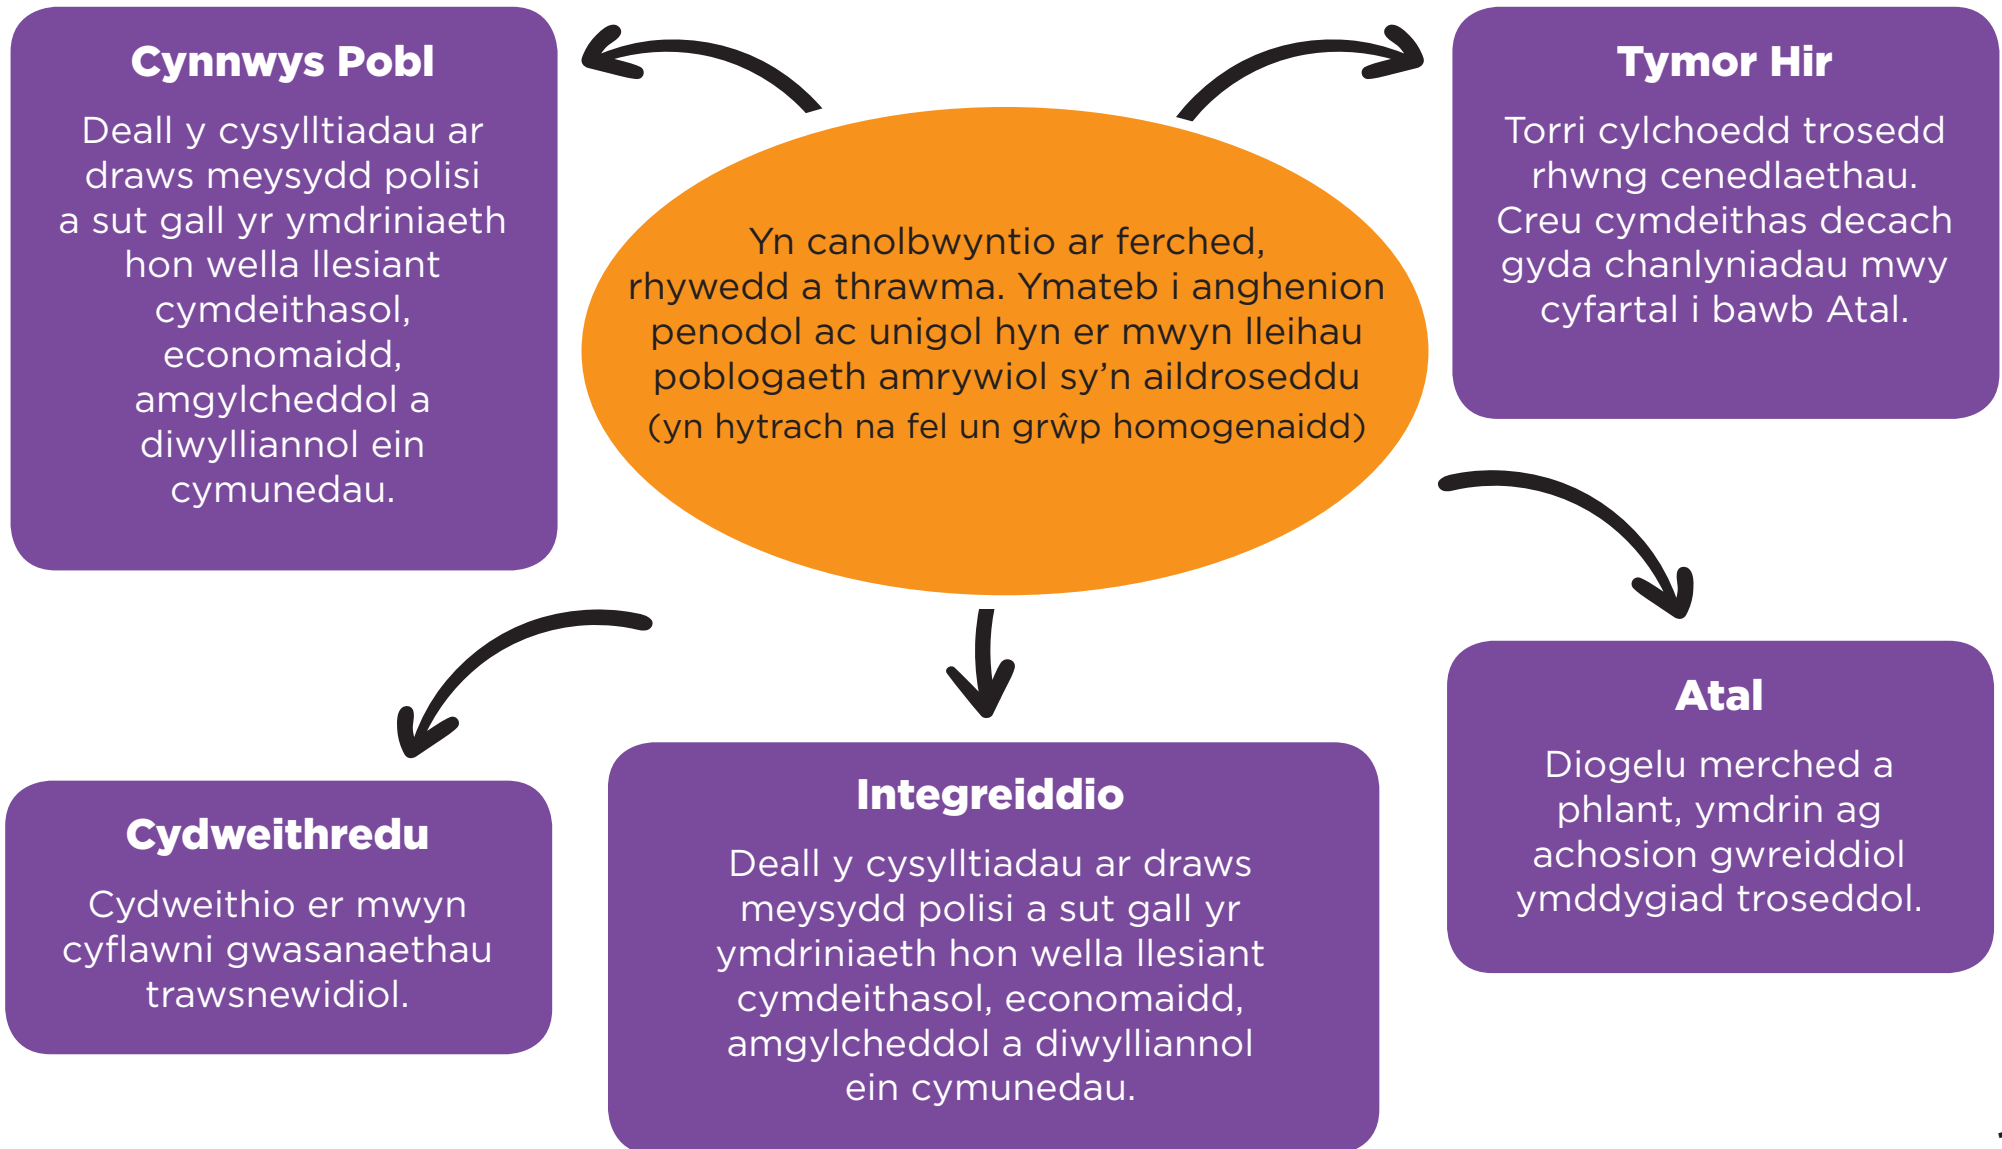 Cynnwys Pobl
Deall y cysylltiadau ar
draws meysydd polisi
a sut gall yr ymdriniaeth
hon wella llesiant
cymdeithasol,
economaidd,
amgylcheddol a
diwylliannol ein
cymunedau.
Yn canolbwyntio ar ferched,
rhywedd a thrawma. Ymateb i anghenion
penodol ac unigol hyn er mwyn lleihau
poblogaeth amrywiol sy'n aildroseddu
(yn hytrach na fel un grŵp homogenaidd)
Tymor Hir
Torri cylchoedd trosedd
rhwng cenedlaethau.
Creu cymdeithas decach
gyda chanlyniadau mwy
cyfartal i bawb Atal.
Cydweithredu
Cydweithio er mwyn
cyflawni gwasanaethau
trawsnewidiol.
Integreiddio
Deall y cysylltiadau ar draws
meysydd polisi a sut gall yr
ymdriniaeth hon wella llesiant
cymdeithasol, economaidd,
amgylcheddol a diwylliannol
ein cymunedau.
Atal
Diogelu merched a
phlant, ymdrin ag
achosion gwreiddiol
ymddygiad troseddol.